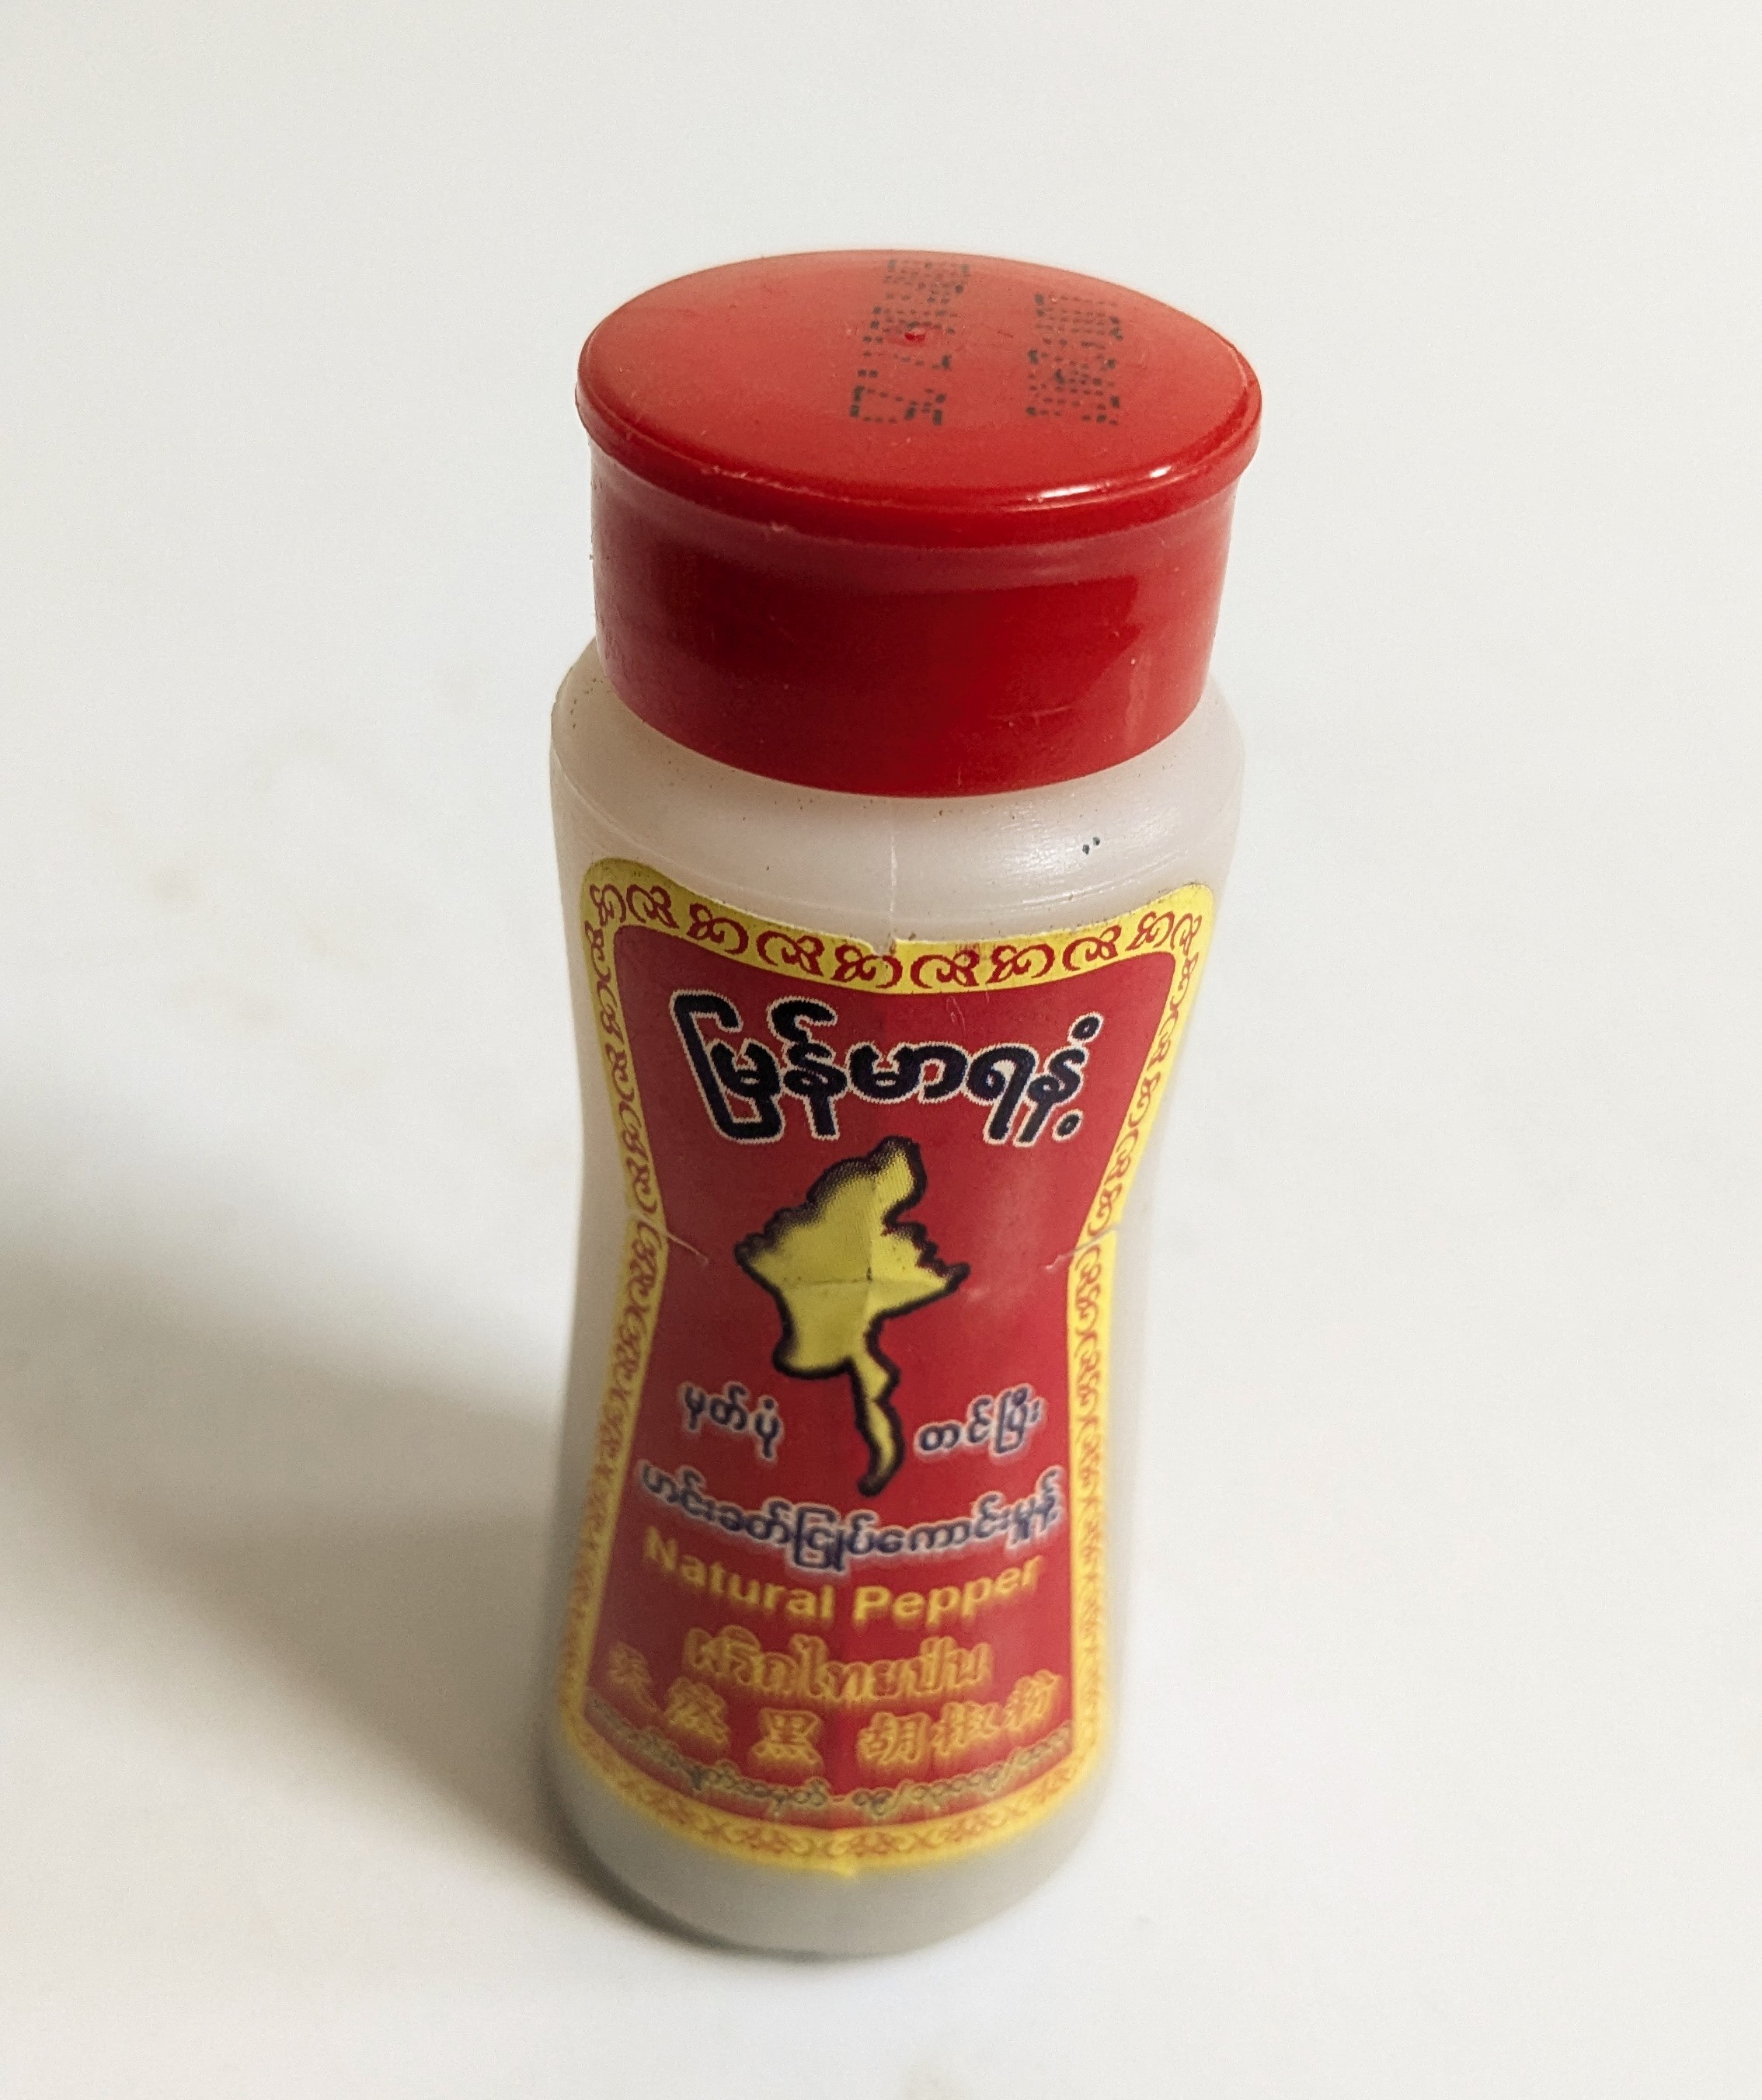 မြန်မာရနံ့
မှတ်ပုံ တင်ပြီး
ဟင်းခတ်ငြုပ်ကောင်းမှုန့်
Natural Pepper
พริกไทยป่น
天然黑胡椒粉